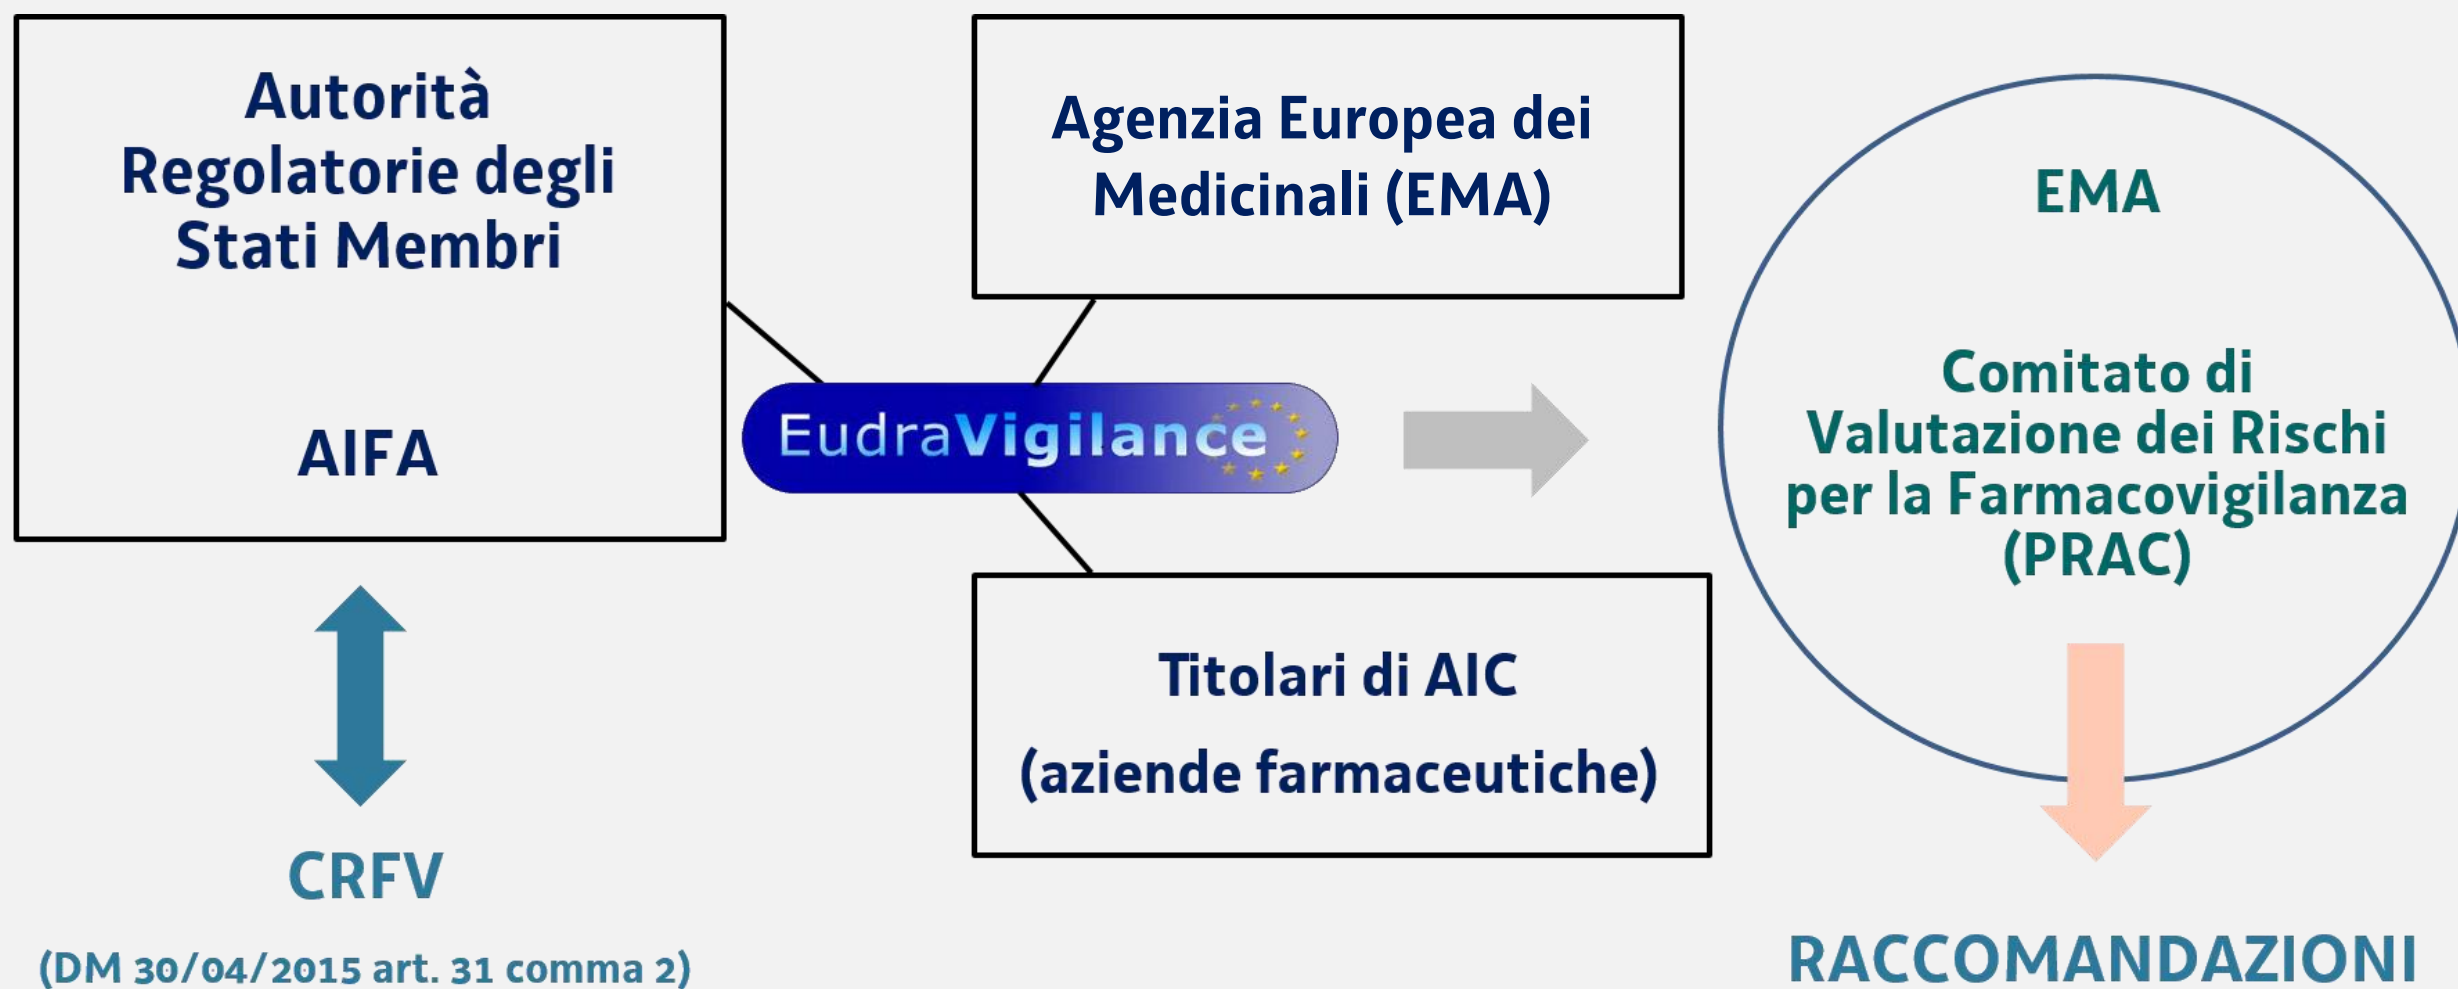 Autorità
Regolatorie degli
Stati Membri
AIFA
CRFV
(DM 30/04/2015 art. 31 comma 2)
Agenzia Europea dei
Medicinali (EMA)
EudraVigilance
Titolari di AIC
(aziende farmaceutiche)
EMA
Comitato di
Valutazione dei Rischi
per la Farmacovigilanza
(PRAC)
RACCOMANDAZIONI